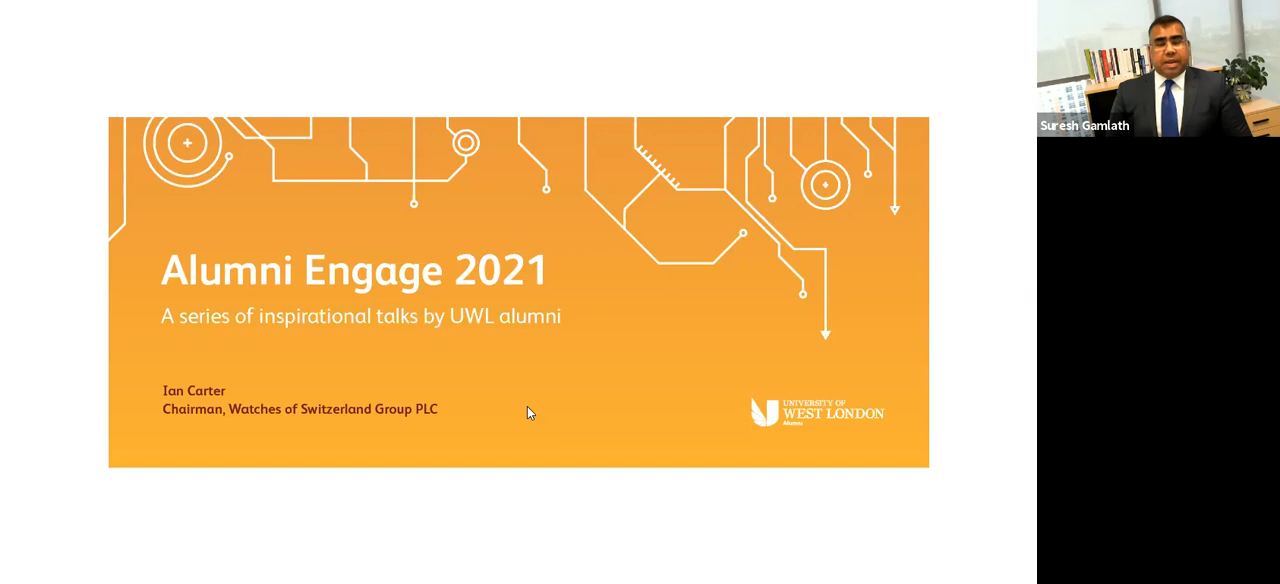 Alumni Engage 2021
A series of inspirational talks by UWL alumni
Ian Carter
Chairman, Watches of Switzerland Group PLC
UNIVERSITY OF
WEST LONDON
Alumni
Suresh Gamlath